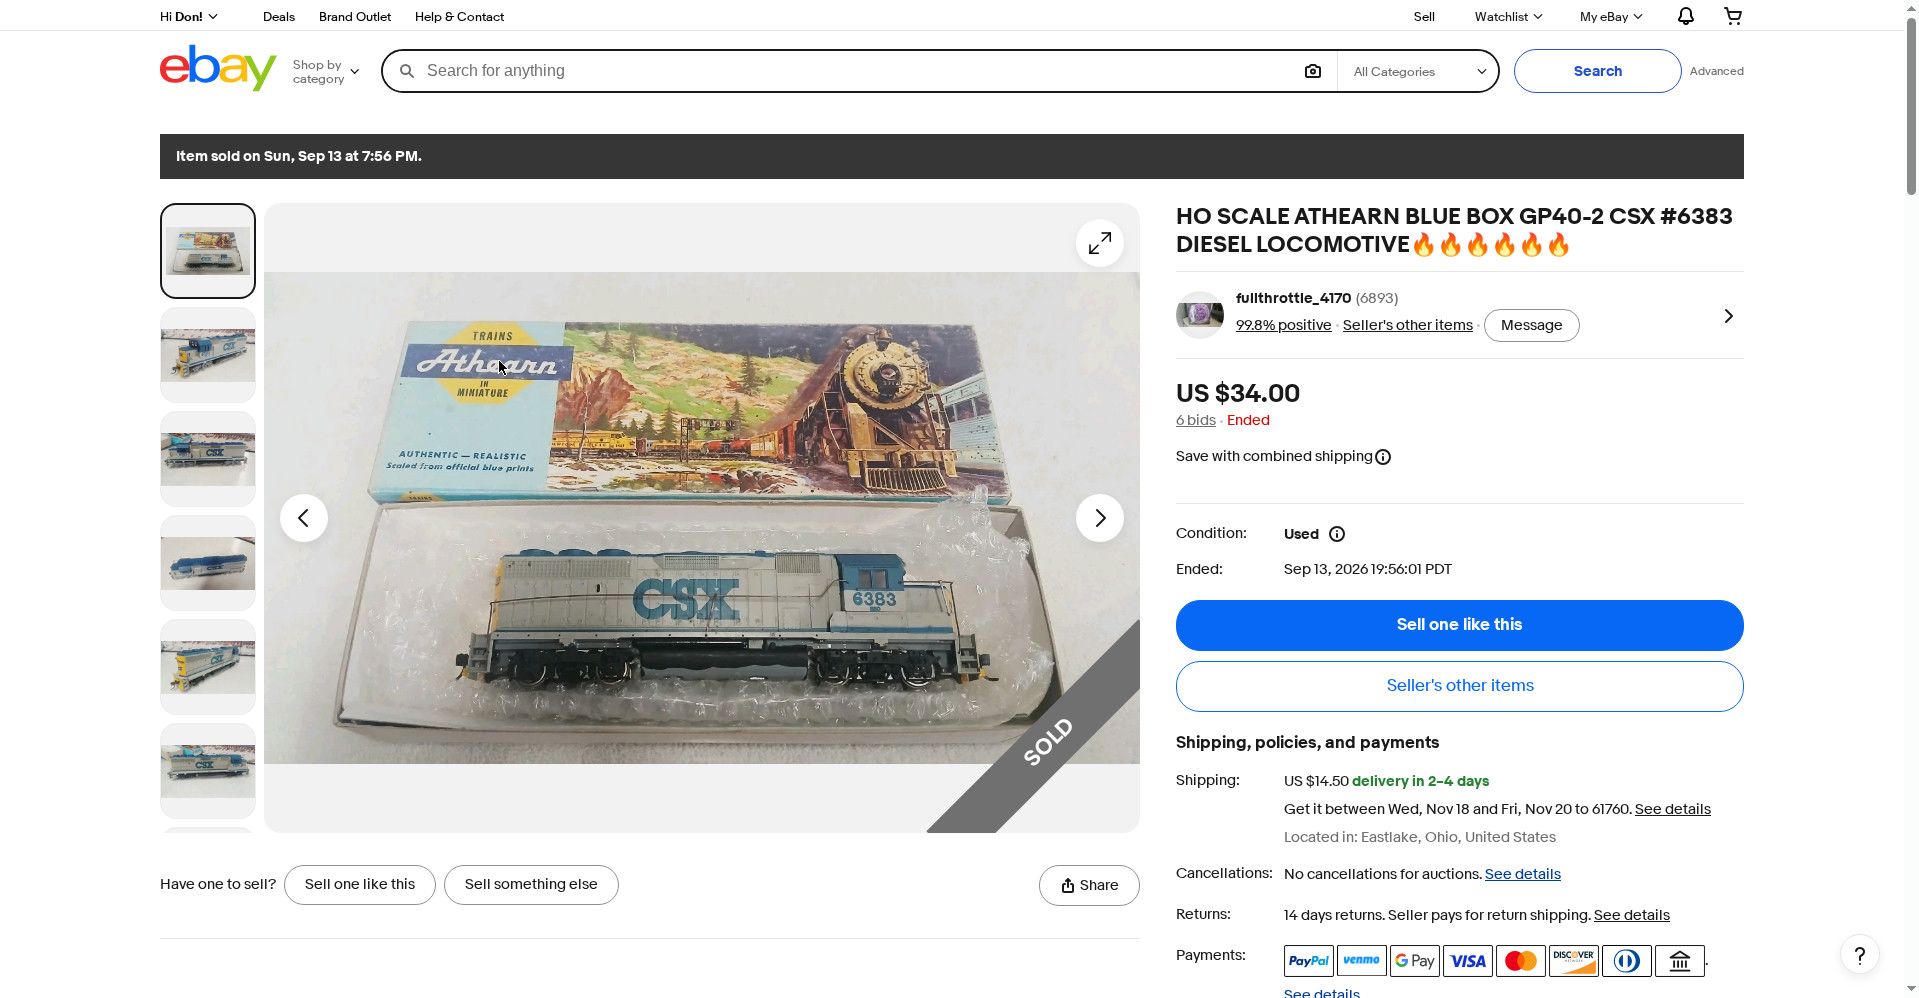 Hi Don!
Deals
Brand Outlet
Help & Contact
Sell
Watchlist
My eBay
ebay
Shop by
category
Search for anything
All Categories
Search
Advanced
Item sold on Sun, Sep 13 at 7:56 PM.
TRAINS
Athearn
IN
MINIATURE
AUTHENTIC — REALISTIC
Scaled from official blue prints
TRAINS
CSX
6383
SOLD
HO SCALE ATHEARN BLUE BOX GP40-2 CSX #6383
DIESEL LOCOMOTIVE🔥🔥🔥🔥🔥🔥
fullthrottle_4170 (6893)
99.8% positive · Seller's other items · Message
US $34.00
6 bids · Ended
Save with combined shipping
Condition: Used
Ended: Sep 13, 2026 19:56:01 PDT
Sell one like this
Seller's other items
Shipping, policies, and payments
Shipping: US $14.50 delivery in 2–4 days
Get it between Wed, Nov 18 and Fri, Nov 20 to 61760. See details
Located in: Eastlake, Ohio, United States
Cancellations: No cancellations for auctions. See details
Returns: 14 days returns. Seller pays for return shipping. See details
Payments: PayPal venmo G Pay VISA DISCOVER
See details
Have one to sell? Sell one like this Sell something else
Share
?